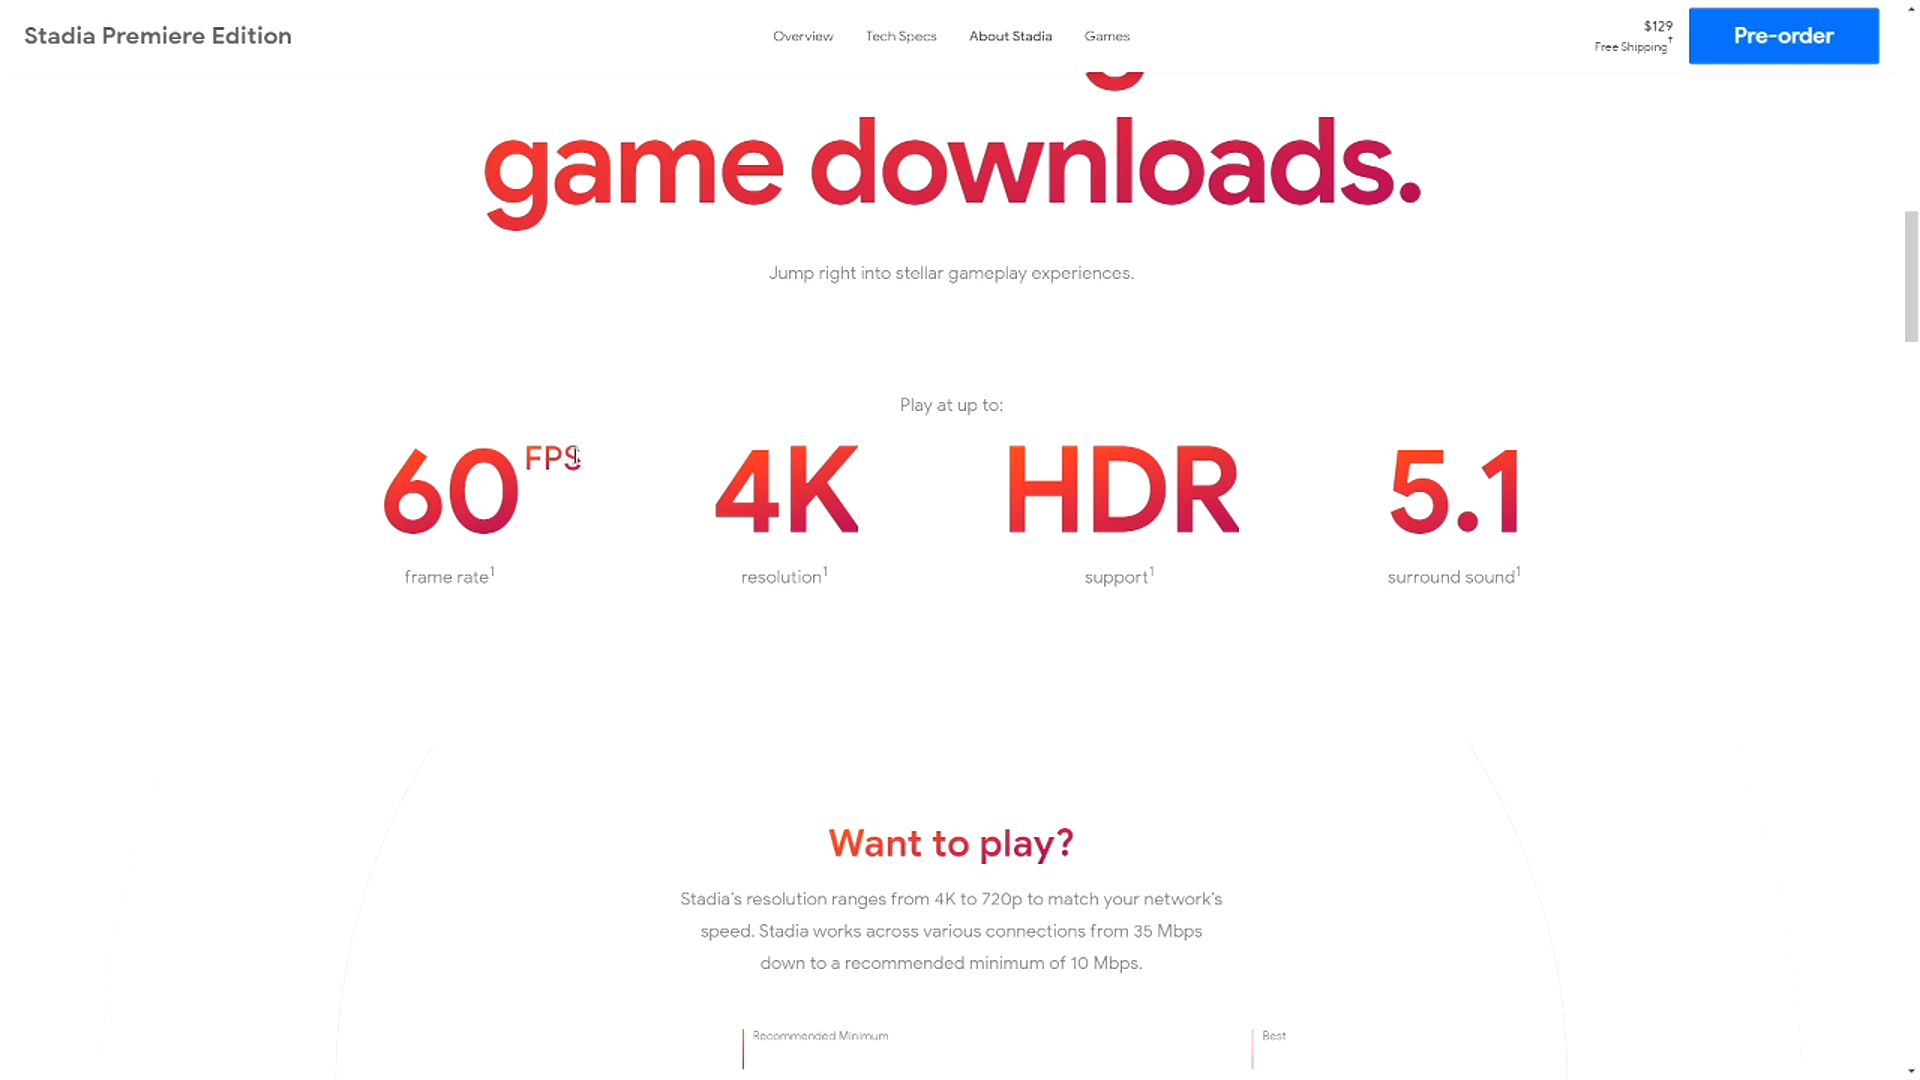 Stadia Premiere Edition
Overview
Tech Specs
About Stadia
Games
$129
Free Shipping†
Pre-order
game downloads.
Jump right into stellar gameplay experiences.
Play at up to:
60 FPS
frame rate1
4K
resolution1
HDR
support1
5.1
surround sound1
Want to play?
Stadia's resolution ranges from 4K to 720p to match your network's
speed. Stadia works across various connections from 35 Mbps
down to a recommended minimum of 10 Mbps.
Recommended Minimum
Best